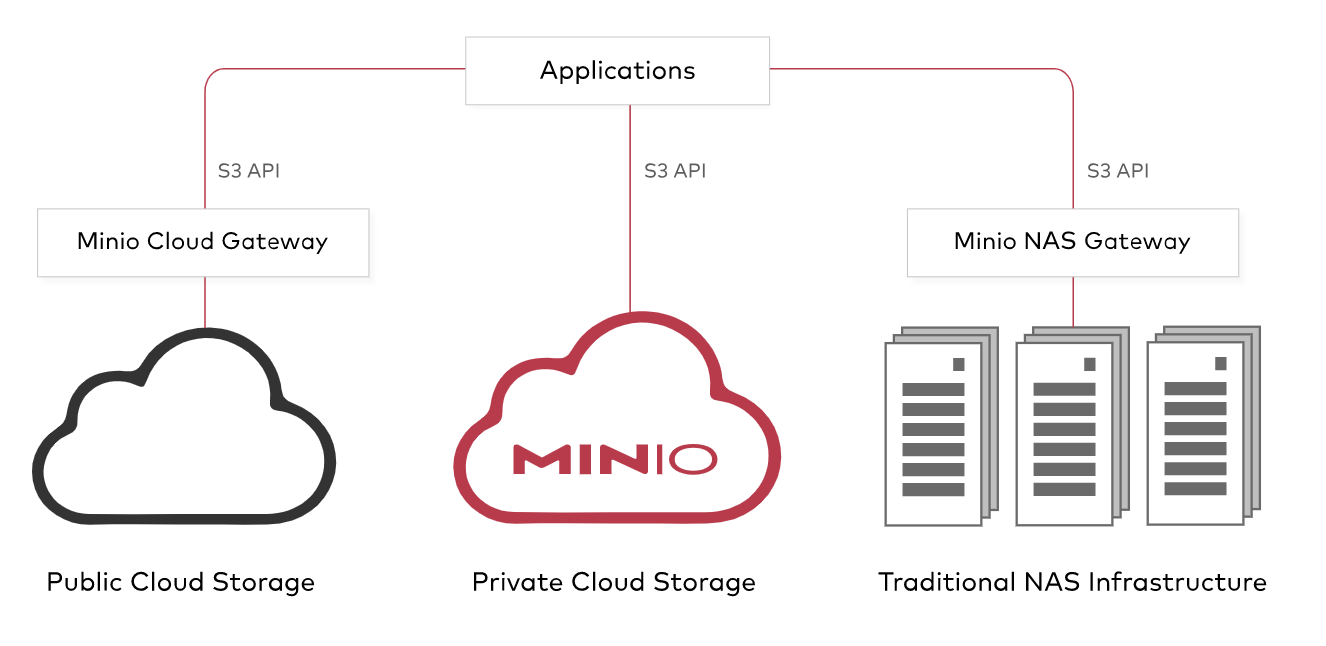 Applications
S3 API
S3 API
S3 API
Minio Cloud Gateway
Minio NAS Gateway
MINIO
Public Cloud Storage
Private Cloud Storage
Traditional NAS Infrastructure